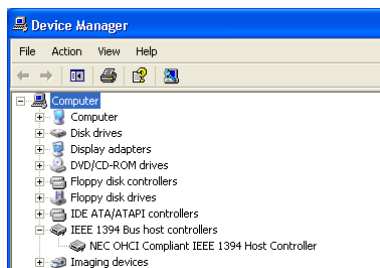 Device Manager
File Action View Help
Computer
Computer
Disk drives
Display adapters
DVD/CD-ROM drives
Floppy disk controllers
Floppy disk drives
IDE ATA/ATAPI controllers
IEEE 1394 Bus host controllers
NEC OHCI Compliant IEEE 1394 Host Controller
Imaging devices